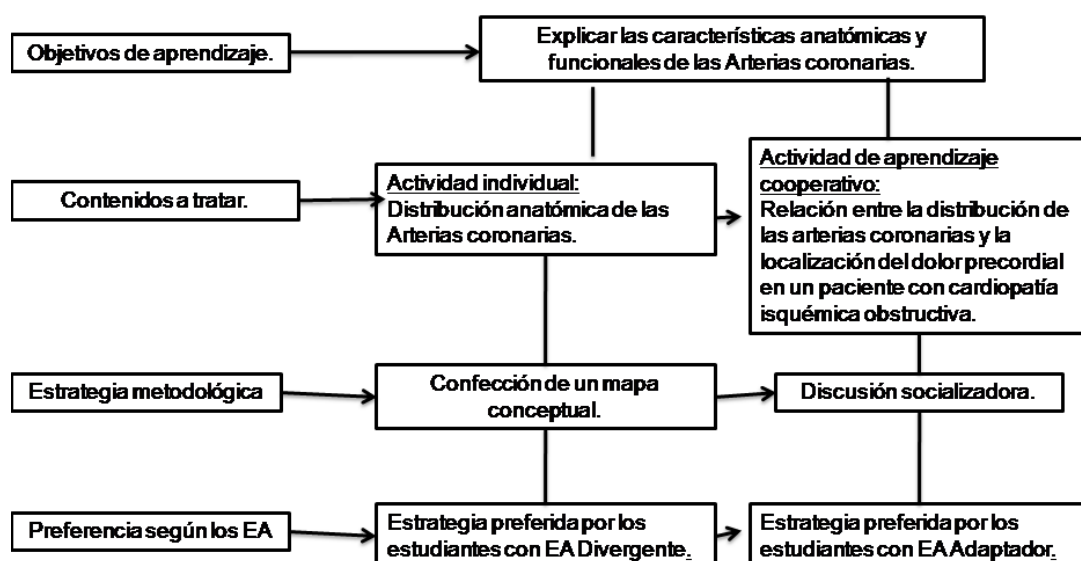 Objetivos de aprendizaje.
Explicar las características anatómicas y
funcionales de las Arterias coronarias.
Contenidos a tratar.
Actividad individual:
Distribución anatómica de las
Arterias coronarias.
Actividad de aprendizaje
cooperativo:
Relación entre la distribución de
las arterias coronarias y la
localización del dolor precordial
en un paciente con cardiopatía
isquémica obstructiva.
Estrategia metodológica
Confección de un mapa
conceptual.
Discusión socializadora.
Preferencia según los EA
Estrategia preferida por los
estudiantes con EA Divergente.
Estrategia preferida por los
estudiantes con EA Adaptador.